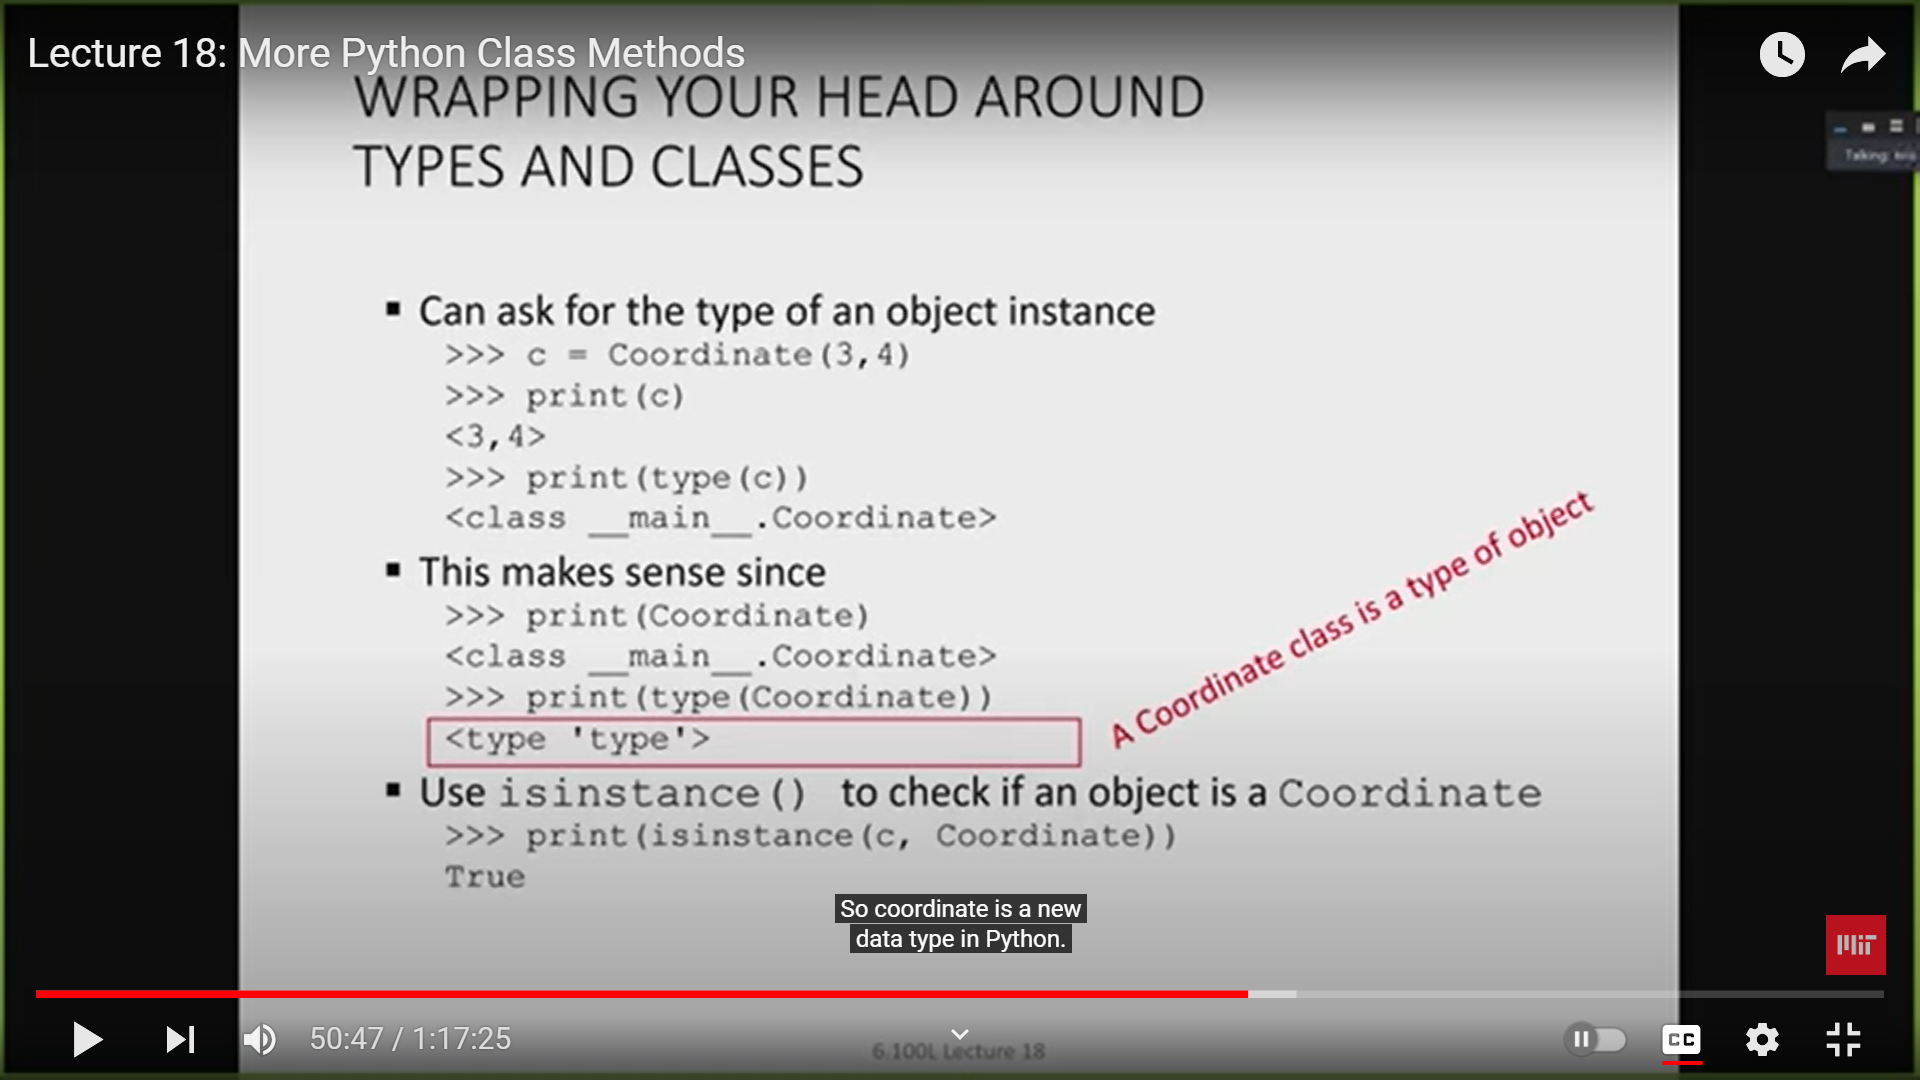 Lecture 18: More Python Class Methods
WRAPPING YOUR HEAD AROUND
TYPES AND CLASSES
Talking:
▪ Can ask for the type of an object instance
>>> c = Coordinate(3,4)
>>> print(c)
<3,4>
>>> print(type(c))
<class __main__.Coordinate>
▪ This makes sense since
>>> print(Coordinate)
<class __main__.Coordinate>
>>> print(type(Coordinate))
<type 'type'>
A Coordinate class is a type of object
▪ Use isinstance() to check if an object is a Coordinate
>>> print(isinstance(c, Coordinate))
True
So coordinate is a new
data type in Python.
MIT
50:47 / 1:17:25
CC
6.100L Lecture 18